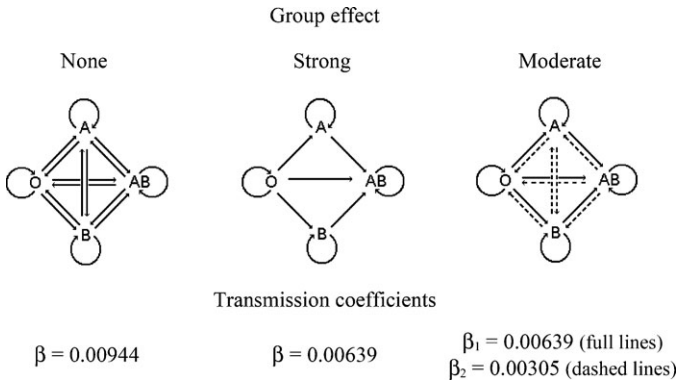 Group effect
None Strong Moderate
A A A
O AB O AB O AB
B B B
Transmission coefficients
β = 0.00944 β = 0.00639 β₁ = 0.00639 (full lines)
β₂ = 0.00305 (dashed lines)